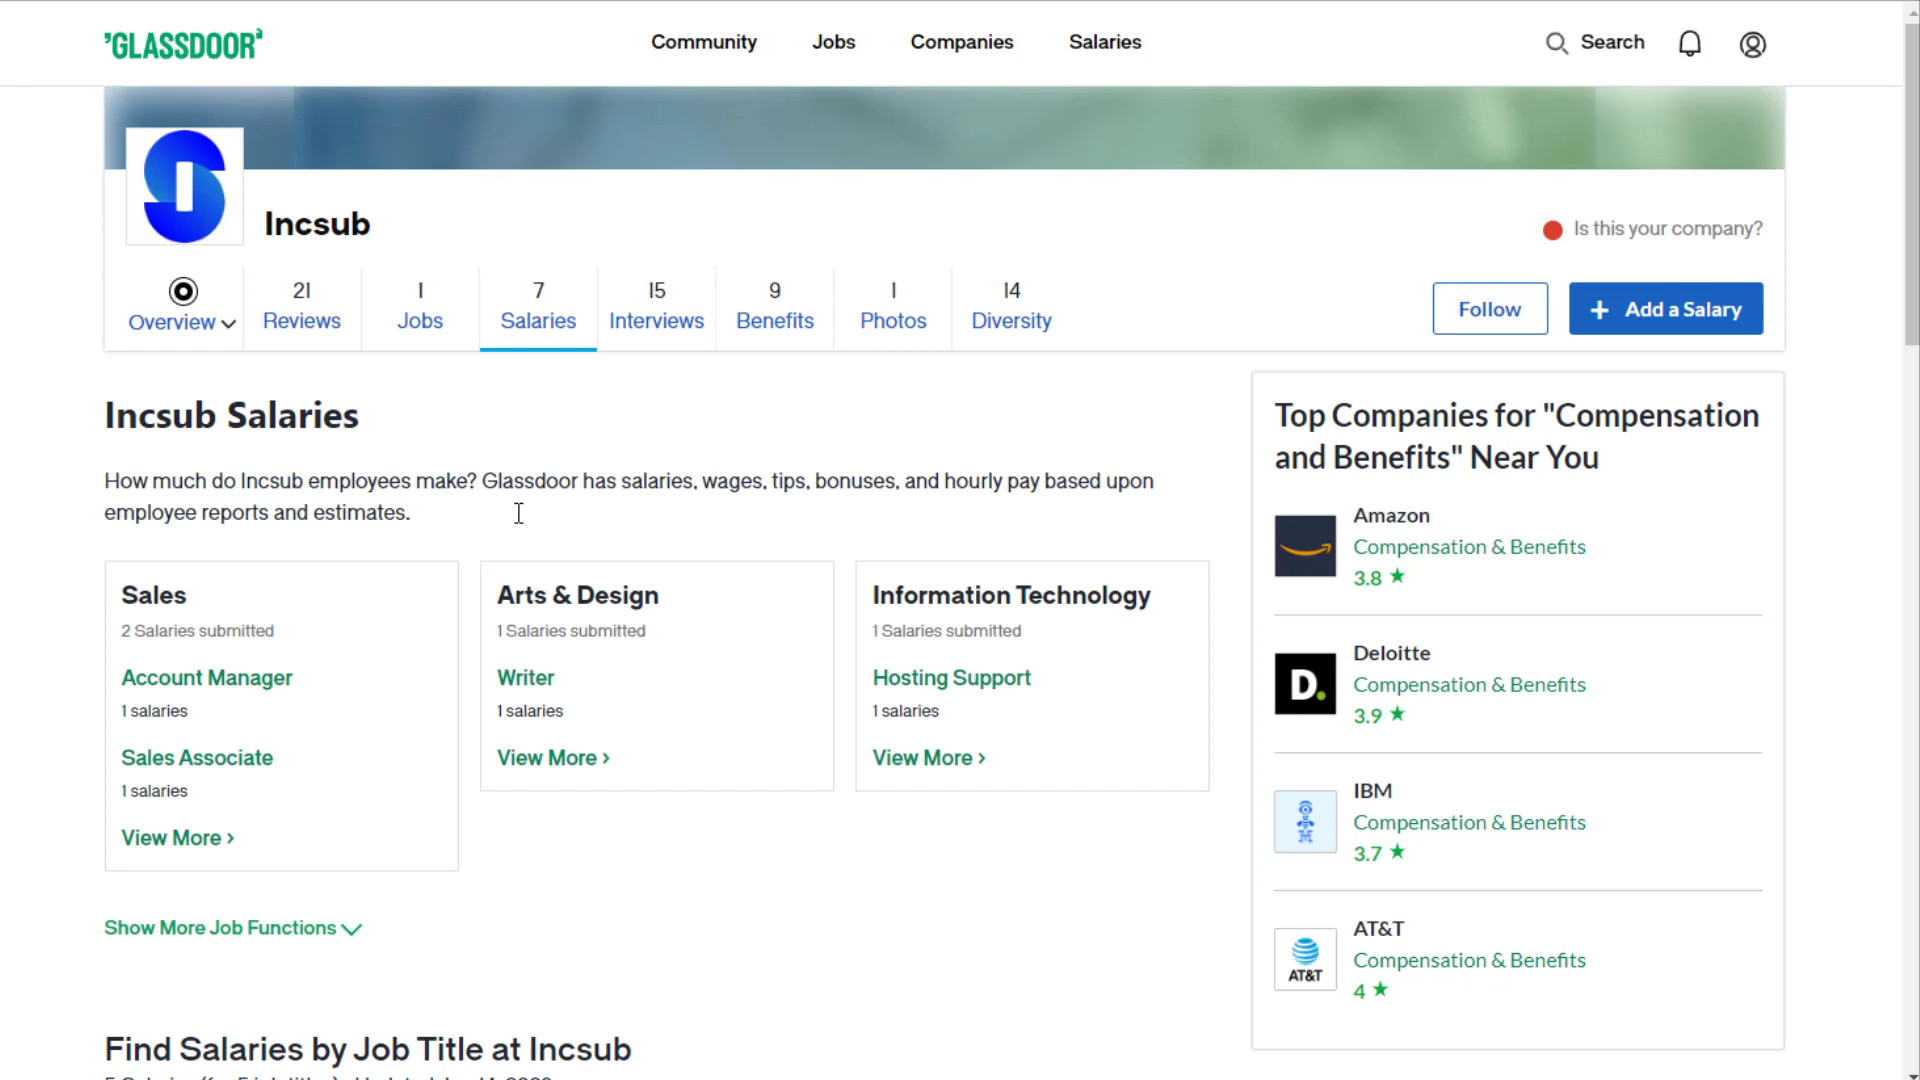 GLASSDOOR
Community
Jobs
Companies
Salaries
Search
Incsub
Is this your company?
Overview
21
Reviews
1
Jobs
7
Salaries
15
Interviews
9
Benefits
1
Photos
14
Diversity
Follow
+ Add a Salary
Incsub Salaries
How much do Incsub employees make? Glassdoor has salaries, wages, tips, bonuses, and hourly pay based upon
employee reports and estimates.
Sales
2 Salaries submitted
Account Manager
1 salaries
Sales Associate
1 salaries
View More ›
Arts & Design
1 Salaries submitted
Writer
1 salaries
View More ›
Information Technology
1 Salaries submitted
Hosting Support
1 salaries
View More ›
Show More Job Functions
Top Companies for "Compensation
and Benefits" Near You
Amazon
Compensation & Benefits
3.8 ★
D.
Deloitte
Compensation & Benefits
3.9 ★
IBM
Compensation & Benefits
3.7 ★
AT&T
AT&T
Compensation & Benefits
4 ★
Find Salaries by Job Title at Incsub